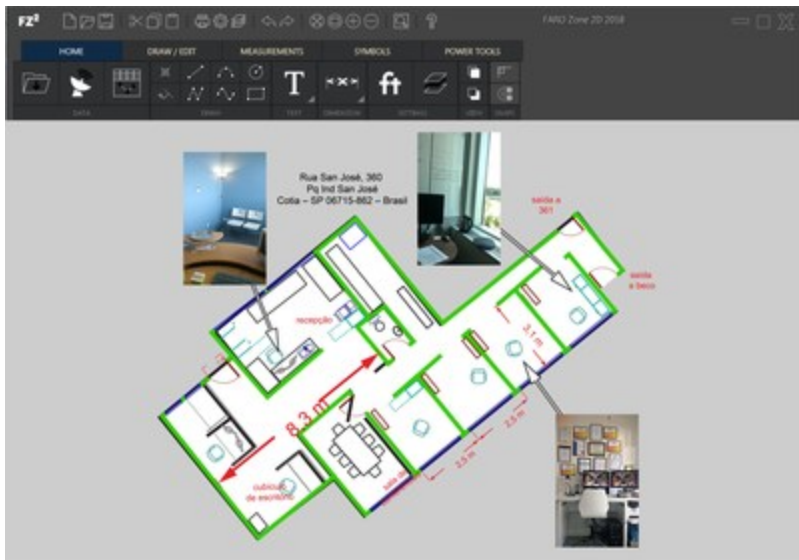 FZ²
FARO Zone 2D 2018
HOME
DRAW / EDIT
MEASUREMENTS
SYMBOLS
POWER TOOLS
T
ft
DATA
DRAW
TEXT
DIMENSION
SETTINGS
VIEW
Rua San José, 360
Pq Ind San José
Cotia – SP 06715-862 – Brasil
saída a
361
saída
a beco
recepção
3,1 m
8,3 m
2,5 m
2,5 m
sala de
cubículo
de escritório